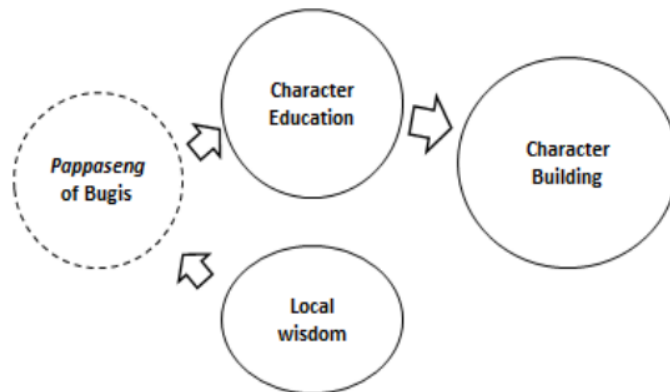 Character
Education
Pappaseng
of Bugis
Character
Building
Local
wisdom